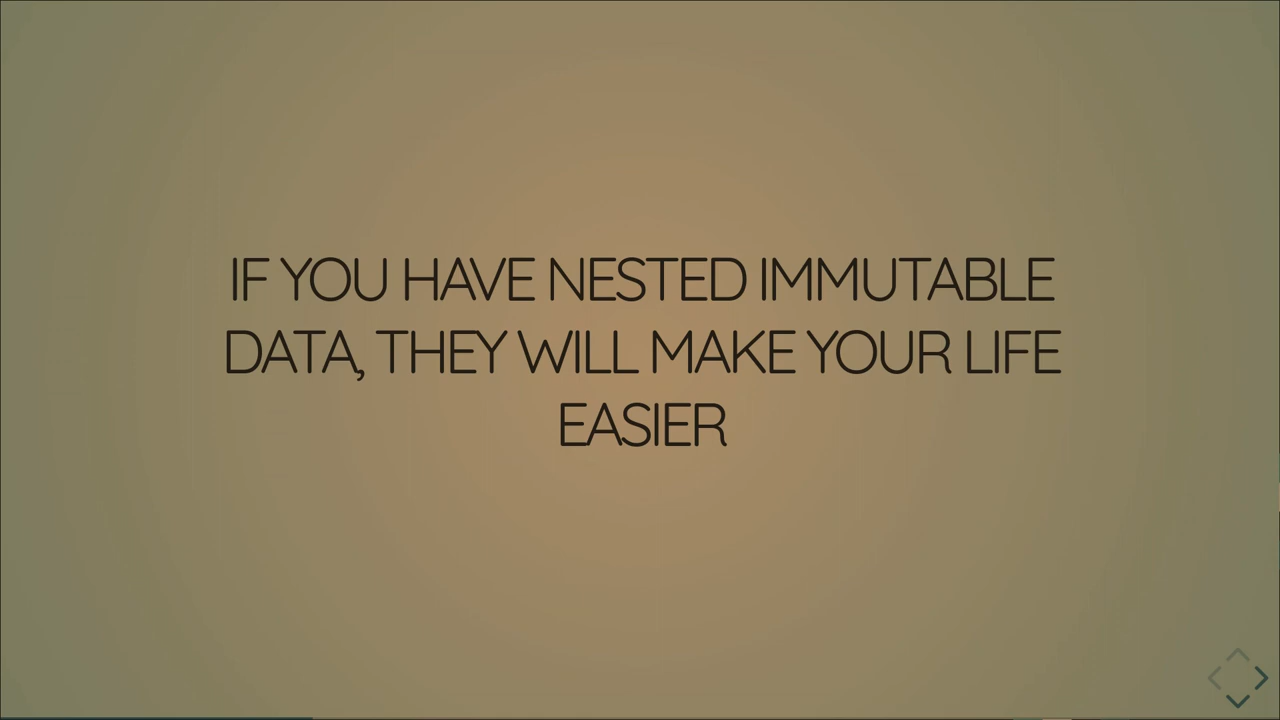 IF YOU HAVE NESTED IMMUTABLE
DATA, THEY WILL MAKE YOUR LIFE
EASIER